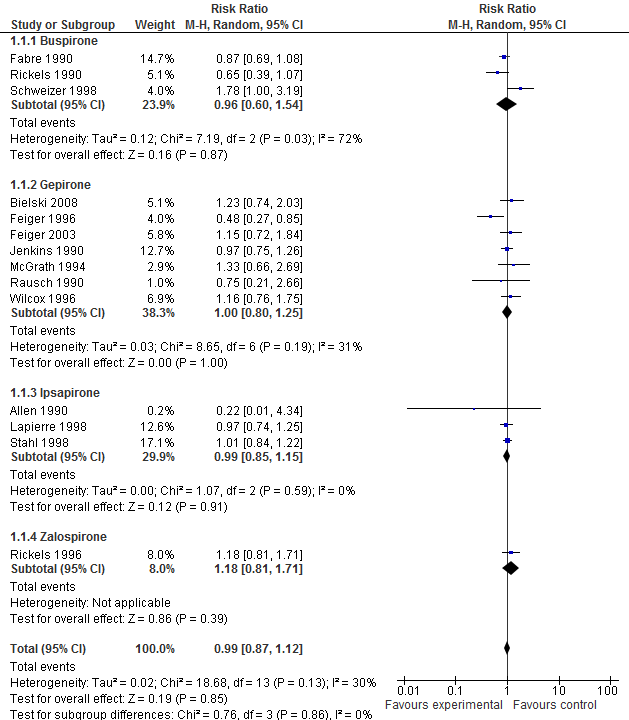 Risk Ratio Risk Ratio
Study or Subgroup Weight M-H, Random, 95% CI M-H, Random, 95% CI
1.1.1 Buspirone
Fabre 1990 14.7% 0.87 [0.69, 1.08]
Rickels 1990 5.1% 0.65 [0.39, 1.07]
Schweizer 1998 4.0% 1.78 [1.00, 3.19]
Subtotal (95% CI) 23.9% 0.96 [0.60, 1.54]
Total events
Heterogeneity: Tau² = 0.12; Chi² = 7.19, df = 2 (P = 0.03); I² = 72%
Test for overall effect: Z = 0.16 (P = 0.87)
1.1.2 Gepirone
Bielski 2008 5.1% 1.23 [0.74, 2.03]
Feiger 1996 4.0% 0.48 [0.27, 0.85]
Feiger 2003 5.8% 1.15 [0.72, 1.84]
Jenkins 1990 12.7% 0.97 [0.75, 1.26]
McGrath 1994 2.9% 1.33 [0.66, 2.69]
Rausch 1990 1.0% 0.75 [0.21, 2.66]
Wilcox 1996 6.9% 1.16 [0.76, 1.75]
Subtotal (95% CI) 38.3% 1.00 [0.80, 1.25]
Total events
Heterogeneity: Tau² = 0.03; Chi² = 8.65, df = 6 (P = 0.19); I² = 31%
Test for overall effect: Z = 0.00 (P = 1.00)
1.1.3 Ipsapirone
Allen 1990 0.2% 0.22 [0.01, 4.34]
Lapierre 1998 12.6% 0.97 [0.74, 1.25]
Stahl 1998 17.1% 1.01 [0.84, 1.22]
Subtotal (95% CI) 29.9% 0.99 [0.85, 1.15]
Total events
Heterogeneity: Tau² = 0.00; Chi² = 1.07, df = 2 (P = 0.59); I² = 0%
Test for overall effect: Z = 0.12 (P = 0.91)
1.1.4 Zalospirone
Rickels 1996 8.0% 1.18 [0.81, 1.71]
Subtotal (95% CI) 8.0% 1.18 [0.81, 1.71]
Total events
Heterogeneity: Not applicable
Test for overall effect: Z = 0.86 (P = 0.39)
Total (95% CI) 100.0% 0.99 [0.87, 1.12]
Total events
Heterogeneity: Tau² = 0.02; Chi² = 18.68, df = 13 (P = 0.13); I² = 30%
Test for overall effect: Z = 0.19 (P = 0.85)
Test for subgroup differences: Chi² = 0.76, df = 3 (P = 0.86), I² = 0%
0.01 0.1 1 10 100
Favours experimental Favours control